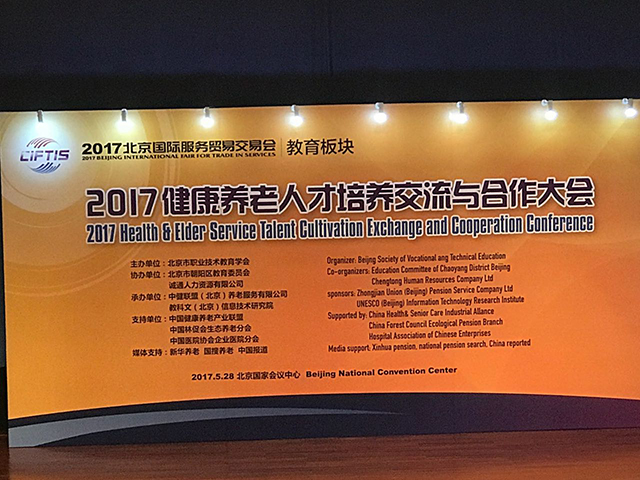 CIFTIS
2017北京国际服务贸易交易会
2017 BEIJING INTERNATIONAL FAIR FOR TRADE IN SERVICES
教育板块
2017健康养老人才培养交流与合作大会
2017 Health & Elder Service Talent Cultivation Exchange and Cooperation Conference
主办单位：北京市职业技术教育学会
协办单位：北京市朝阳区教育委员会
诚通人力资源有限公司
承办单位：中健联盟（北京）养老服务有限公司
教科文（北京）信息技术研究院
支持单位：中国健康养老产业联盟
中国林促会生态养老分会
中国医院协会企业医院分会
媒体支持：新华养老 国搜养老 中国报道
Organizer: Beijng Society of Vocational ang Technical Education
Co-organizers: Education Committee of Chaoyang District Beijing
Chengtong Human Resources Company Ltd
sponsors: Zhongjian Union (Beijing) Pension Service Company Ltd
UNESCO (Beijing) Information Technology Research Institute
Supported by: China Health& Senior Care Industrial Alliance
China Forest Council Ecological Pension Branch
Hospital Association of Chinese Enterprises
Media support: Xinhua pension, national pension search, China reported
2017.5.28 北京国家会议中心 Beijing National Convention Center